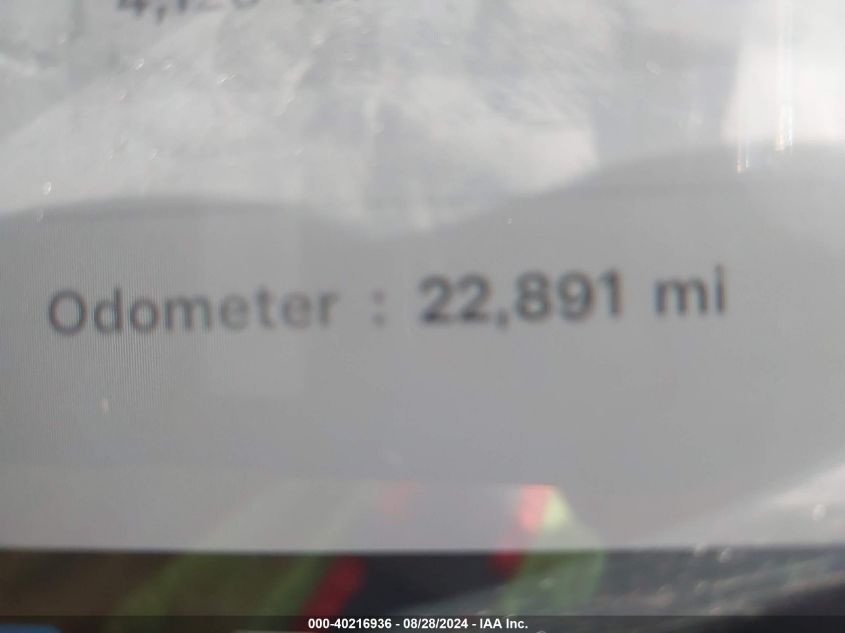 Odometer : 22,891 mi
000-40216936 - 08/28/2024 - IAA Inc.